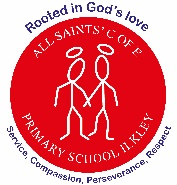 Rooted in God's love
ALL SAINTS' C OF E
PRIMARY SCHOOL ILKLEY
Service, Compassion, Perseverance, Respect